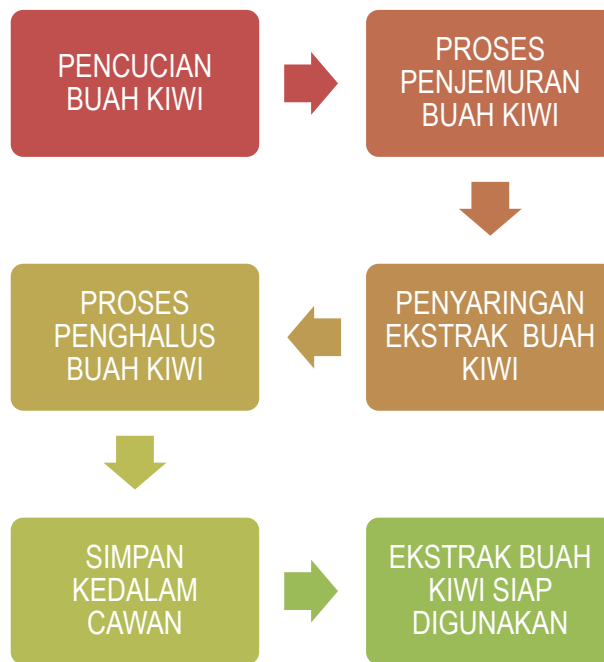 PENCUCIAN
BUAH KIWI
PROSES
PENJEMURAN
BUAH KIWI
PENYARINGAN
EKSTRAK BUAH
KIWI
PROSES
PENGHALUS
BUAH KIWI
SIMPAN
KEDALAM
CAWAN
EKSTRAK BUAH
KIWI SIAP
DIGUNAKAN